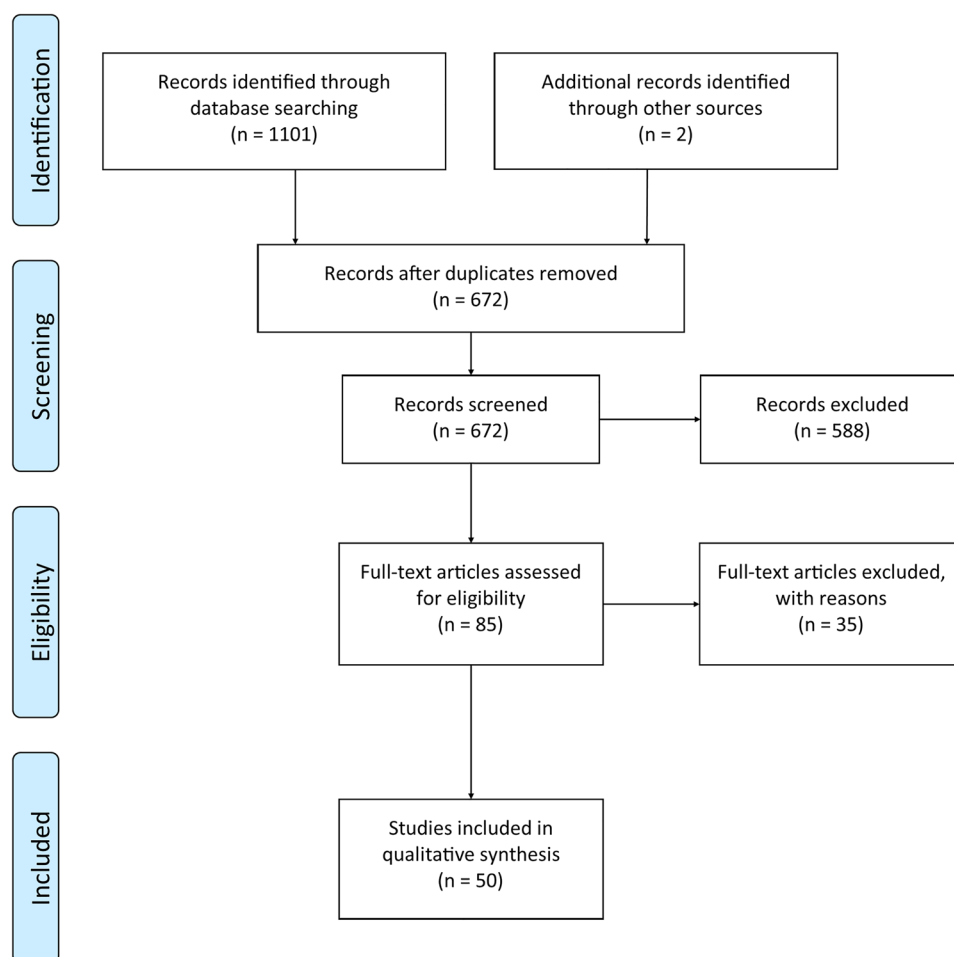 Identification
Records identified through
database searching
(n = 1101)
Additional records identified
through other sources
(n = 2)
Screening
Records after duplicates removed
(n = 672)
Records screened
(n = 672)
Records excluded
(n = 588)
Eligibility
Full-text articles assessed
for eligibility
(n = 85)
Full-text articles excluded,
with reasons
(n = 35)
Included
Studies included in
qualitative synthesis
(n = 50)